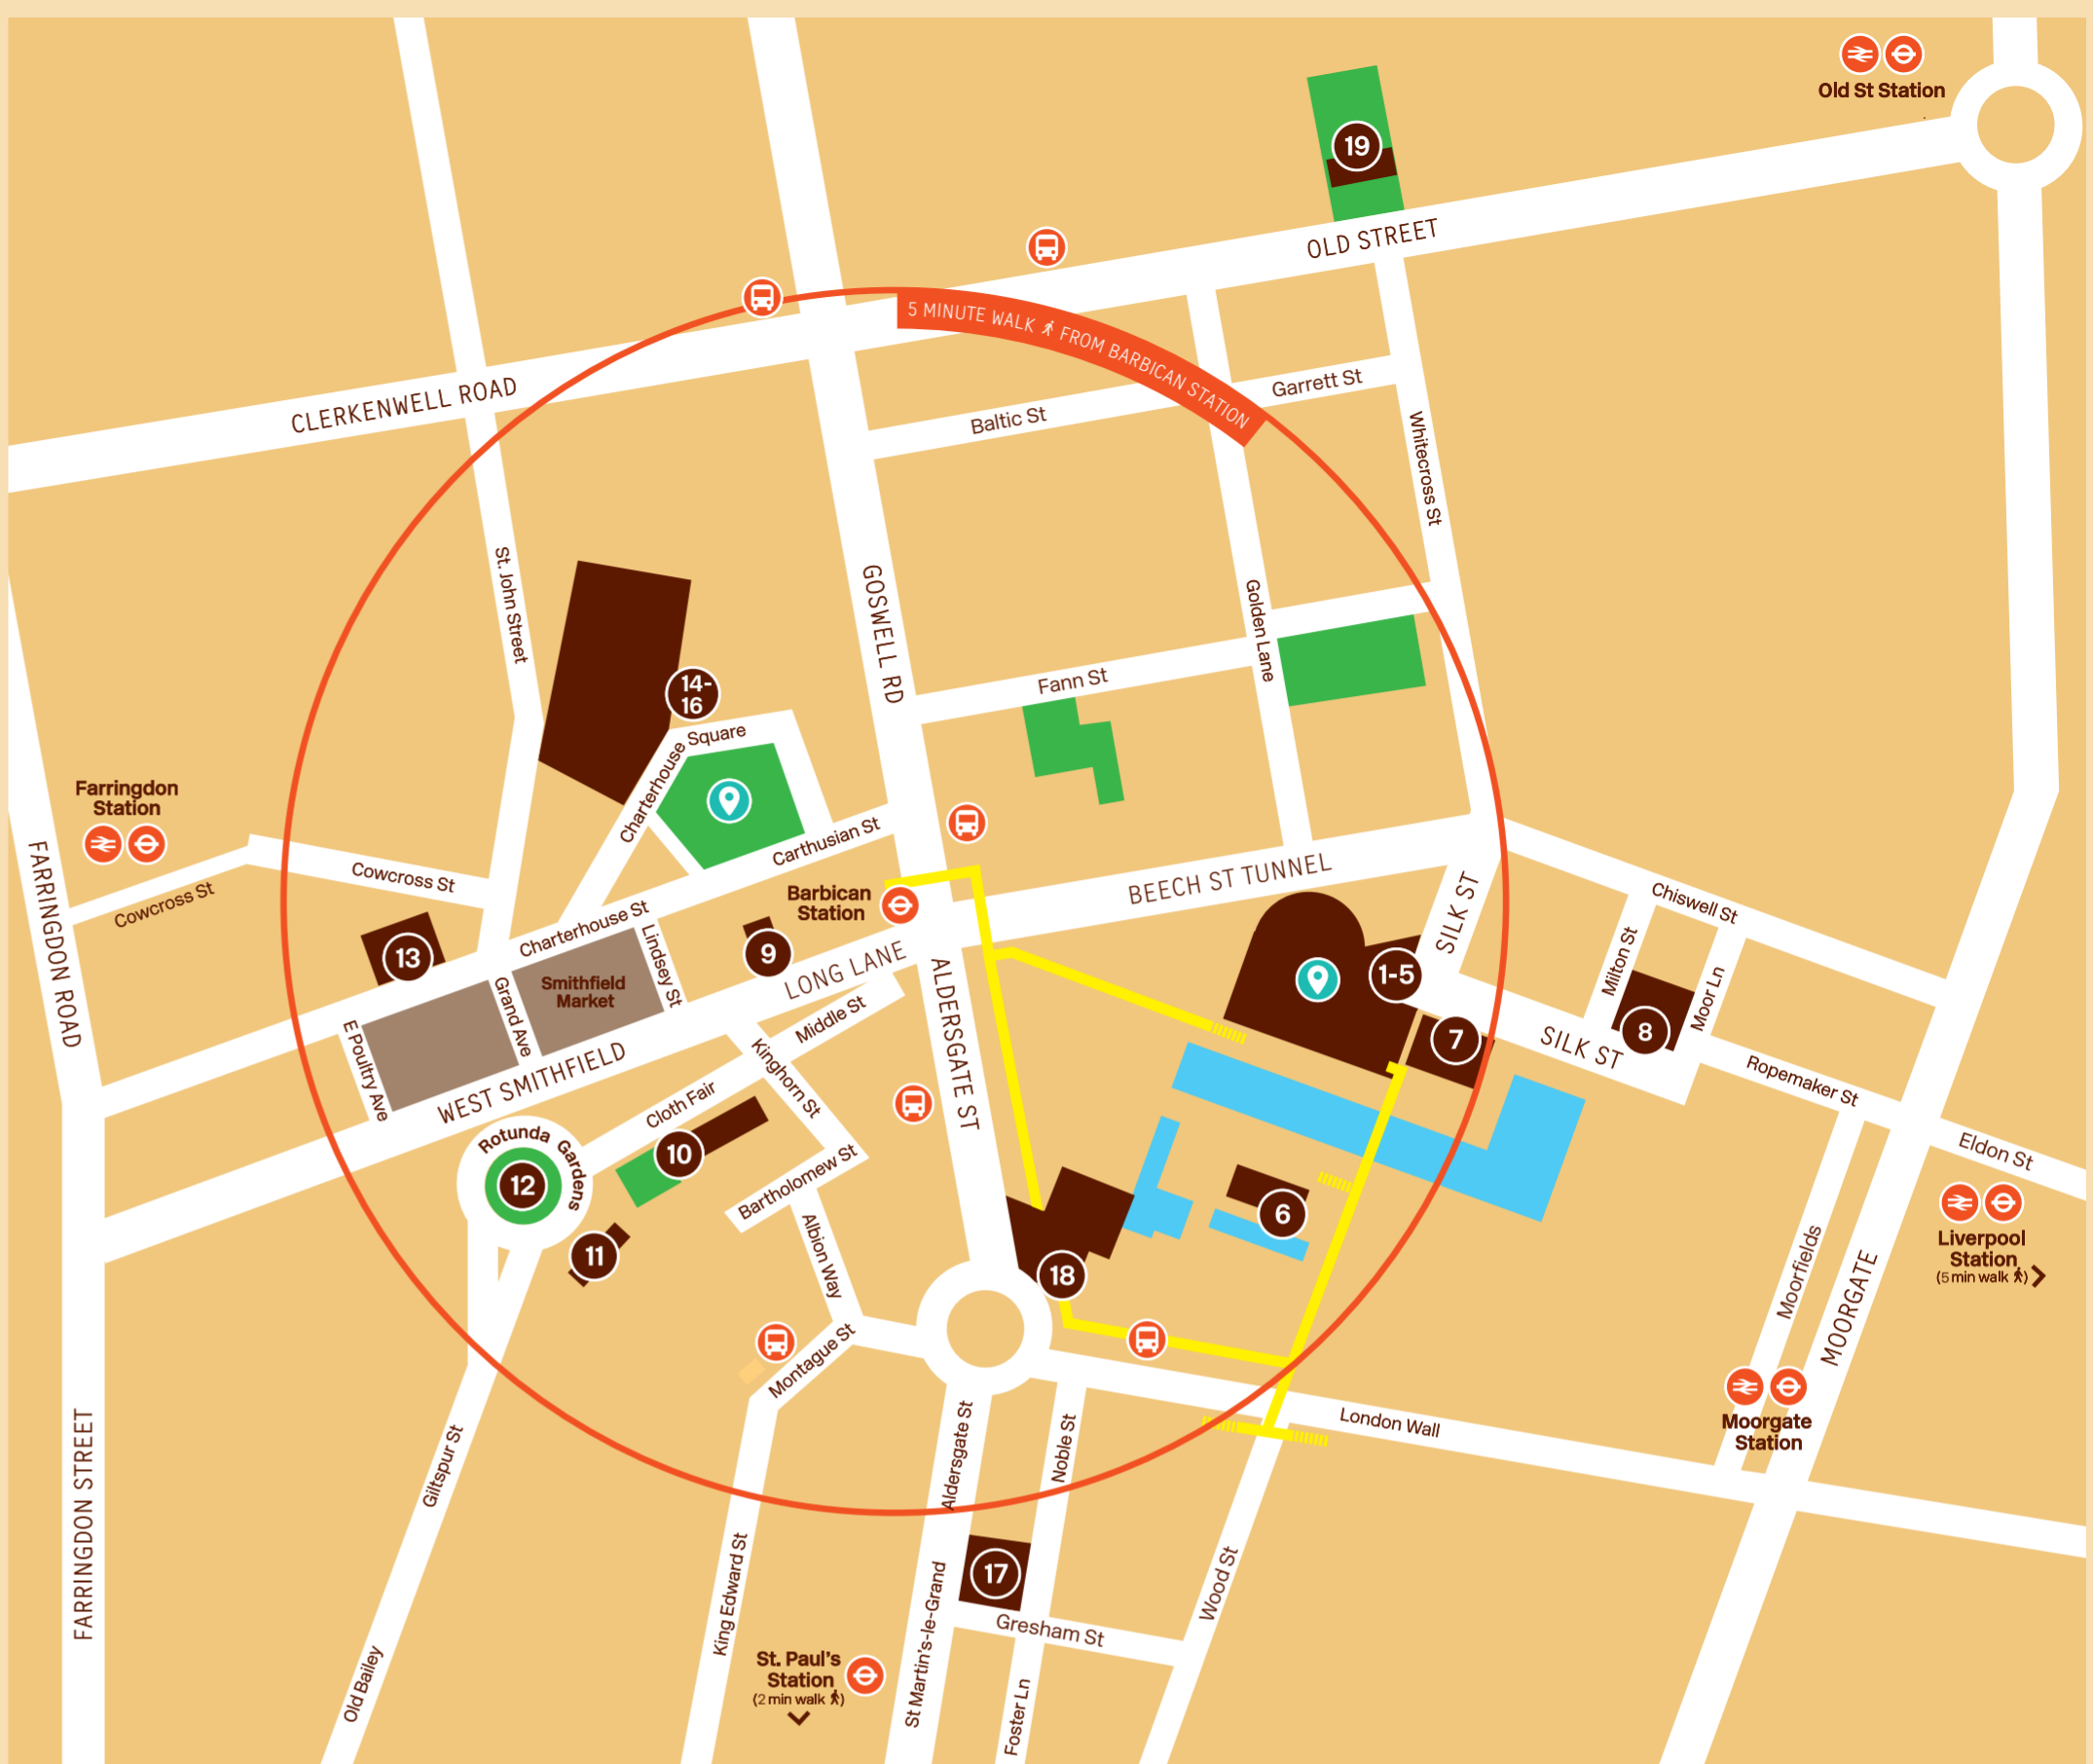 Old St Station
19
OLD STREET
5 MINUTE WALK FROM BARBICAN STATION
CLERKENWELL ROAD
Garrett St
Baltic St
Whitecross St
St. John Street
GOSWELL RD
Golden Lane
Fann St
14-
16
Charterhouse Square
Farringdon
Station
Carthusian St
FARRINGDON ROAD
Cowcross St
Cowcross St
Barbican
Station
BEECH ST TUNNEL
SILK ST
Chiswell St
Charterhouse St
13
9
LONG LANE
Lindsey St
Smithfield
Market
Grand Ave
E Poultry Ave
WEST SMITHFIELD
Middle St
Kinghorn St
Cloth Fair
ALDERSGATE ST
1-5
7
Milton St
Moor Ln
8
SILK ST
Ropemaker St
Eldon St
Rotunda Gardens
12
10
Bartholomew St
11
Albion Way
6
18
Liverpool
Station
(5 min walk)
Moorfields
MOORGATE
Montague St
Moorgate
Station
London Wall
FARRINGDON STREET
Giltspur St
Aldersgate St
Noble St
King Edward St
17
Wood St
Gresham St
St Martin's-le-Grand
St. Paul's
Station
(2 min walk)
Old Bailey
Foster Ln